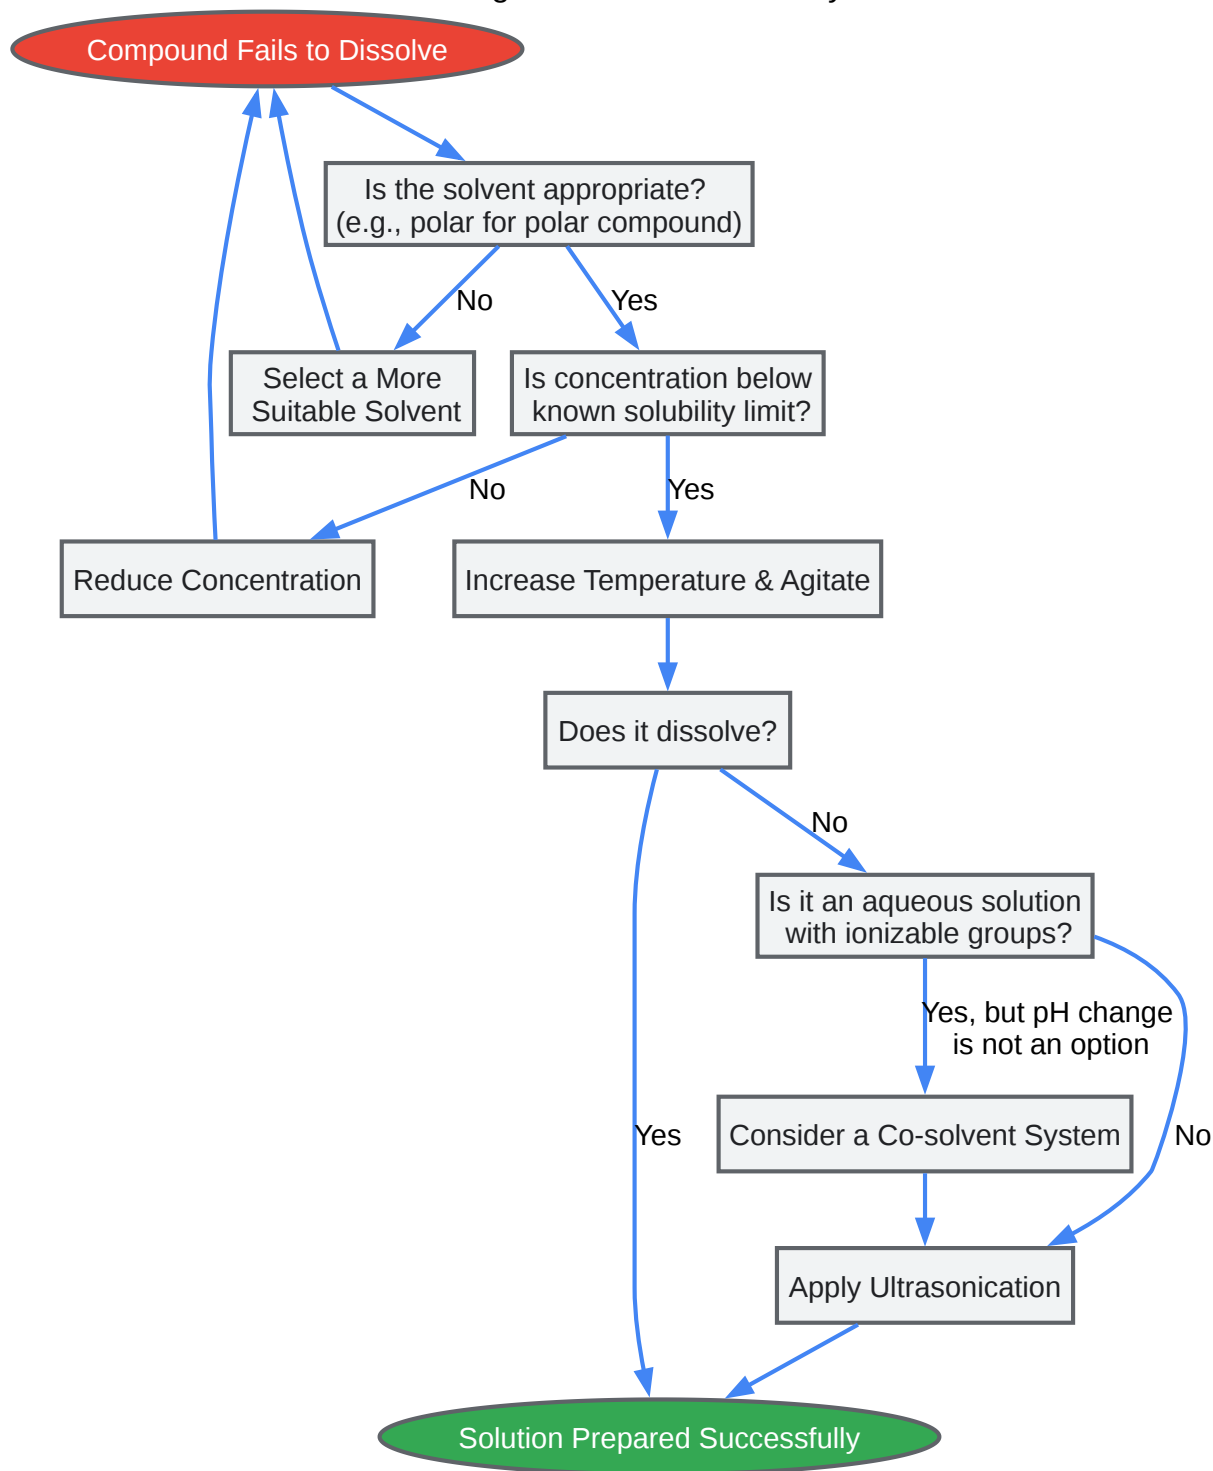 Compound Fails to Dissolve
Is the solvent appropriate?
(e.g., polar for polar compound)
No
Yes
Select a More
Suitable Solvent
Is concentration below
known solubility limit?
No
Yes
Reduce Concentration
Increase Temperature & Agitate
Does it dissolve?
No
Is it an aqueous solution
with ionizable groups?
Yes, but pH change
is not an option
Yes
Consider a Co-solvent System
No
Apply Ultrasonication
Solution Prepared Successfully